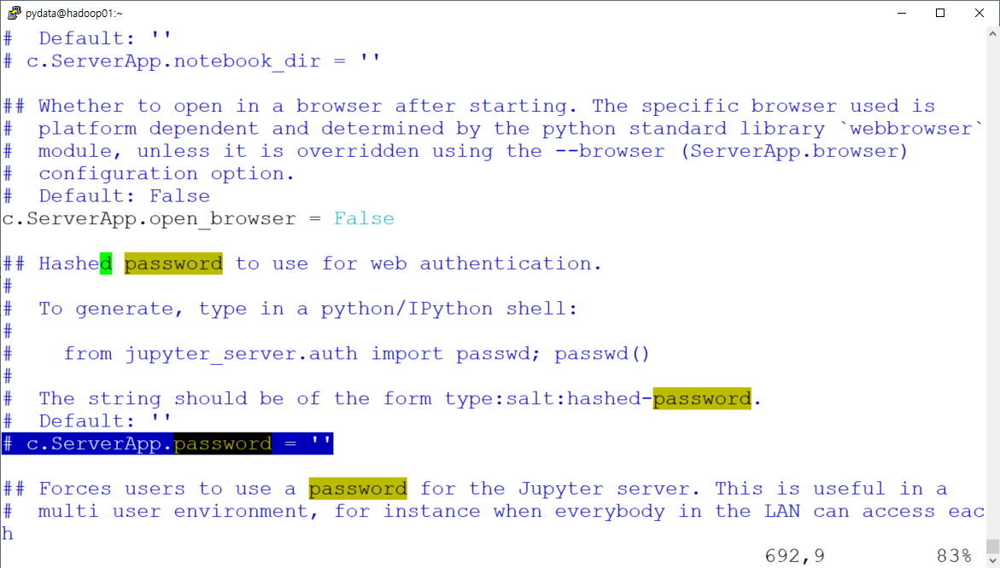 pydata@hadoop01:~
#  Default: ''
# c.ServerApp.notebook_dir = ''
## Whether to open in a browser after starting. The specific browser used is
#  platform dependent and determined by the python standard library `webbrowser`
#  module, unless it is overridden using the --browser (ServerApp.browser)
#  configuration option.
#  Default: False
c.ServerApp.open_browser = False
## Hashed password to use for web authentication.
#
#  To generate, type in a python/IPython shell:
#
#    from jupyter_server.auth import passwd; passwd()
#
#  The string should be of the form type:salt:hashed-password.
#  Default: ''
# c.ServerApp.password = ''
## Forces users to use a password for the Jupyter server. This is useful in a
#  multi user environment, for instance when everybody in the LAN can access eac
h
692,9 83%